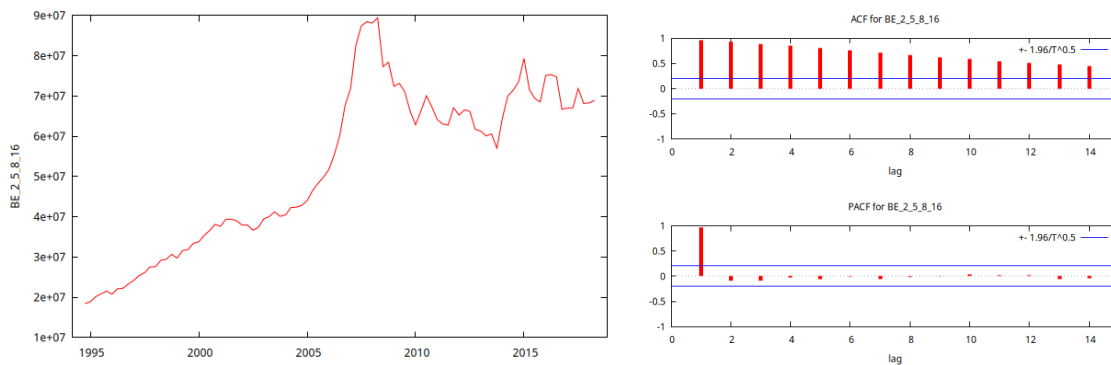 BE_2_5_8_16
9e+07
8e+07
7e+07
6e+07
5e+07
4e+07
3e+07
2e+07
1e+07
1995 2000 2005 2010 2015
ACF for BE_2_5_8_16
+- 1.96/T^0.5
1
0.5
0
-0.5
-1
0 2 4 6 8 10 12 14
lag
PACF for BE_2_5_8_16
+- 1.96/T^0.5
1
0.5
0
-0.5
-1
0 2 4 6 8 10 12 14
lag